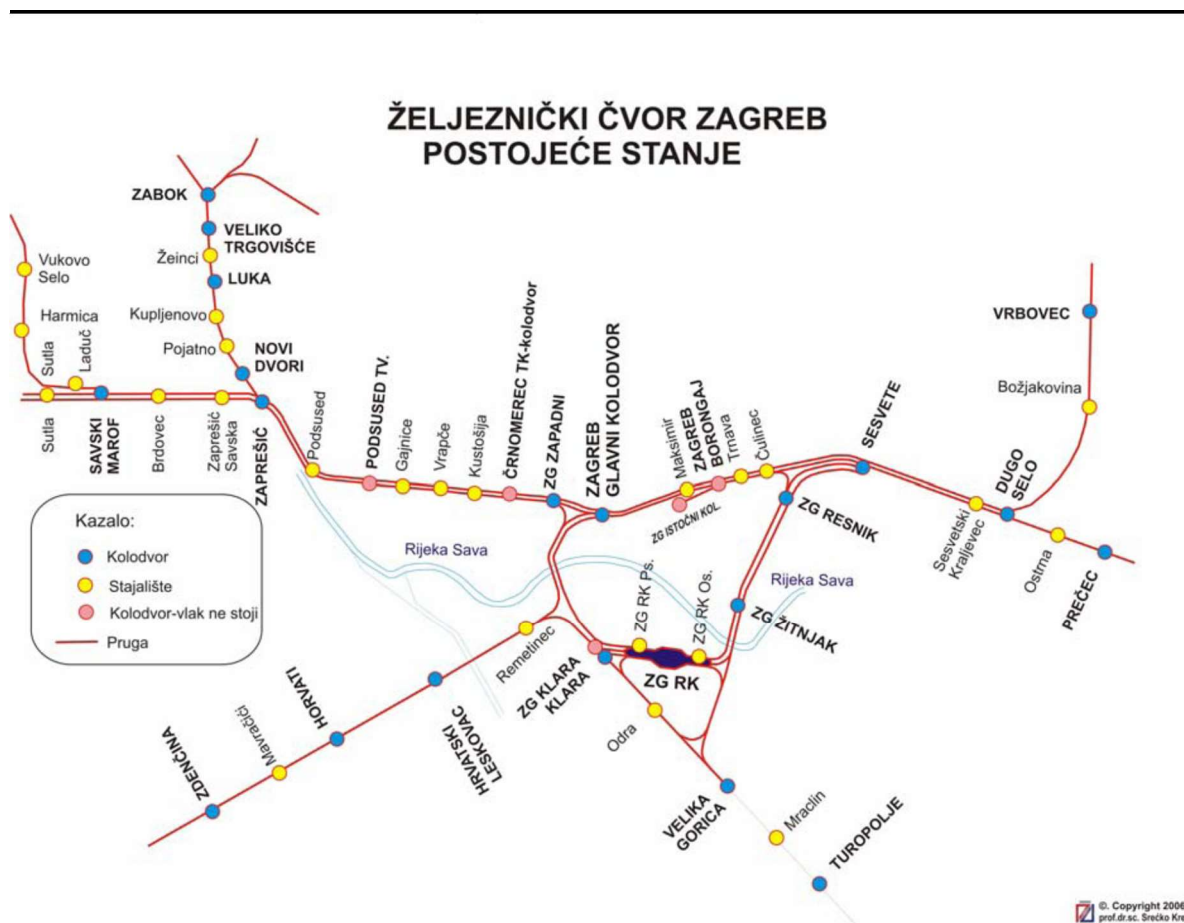 ŽELJEZNIČKI ČVOR ZAGREB
POSTOJEĆE STANJE
ZABOK
VELIKO
TRGOVIŠĆE
Žeinci
LUKA
Kupljenovo
Pojatno
NOVI
DVORI
Vukovo
Selo
Harmica
Sutla
Laduč
Sutla
SAVSKI
MAROF
Brdovec
Zaprešić
Savska
ZAPREŠIĆ
Podsused
PODSUSED TV.
Gajnice
Vrapče
Kustošija
ČRNOMEREC TK-kolodvor
ZG ZAPADNI
ZAGREB
GLAVNI KOLODVOR
Maksimir
ZAGREB
BORONGAJ
Trnava
Čulinec
ZG ISTOČNI KOL.
SESVETE
ZG RESNIK
VRBOVEC
Božjakovina
DUGO
SELO
Sesvetski
Kraljevec
Ostrna
PREČEC
Kazalo:
Kolodvor
Stajalište
Kolodvor-vlak ne stoji
Pruga
Rijeka Sava
Rijeka Sava
ZG RK Ps.
ZG RK Os.
ZG ŽITNJAK
Remetinec
ZG KLARA
KLARA
ZG RK
Odra
HORVATI
Mavračići
ZDENČINA
HRVATSKI
LESKOVAC
VELIKA
GORICA
Mraclin
TUROPOLJE
©. Copyright 2006
prof.dr.sc. Srećko Kre